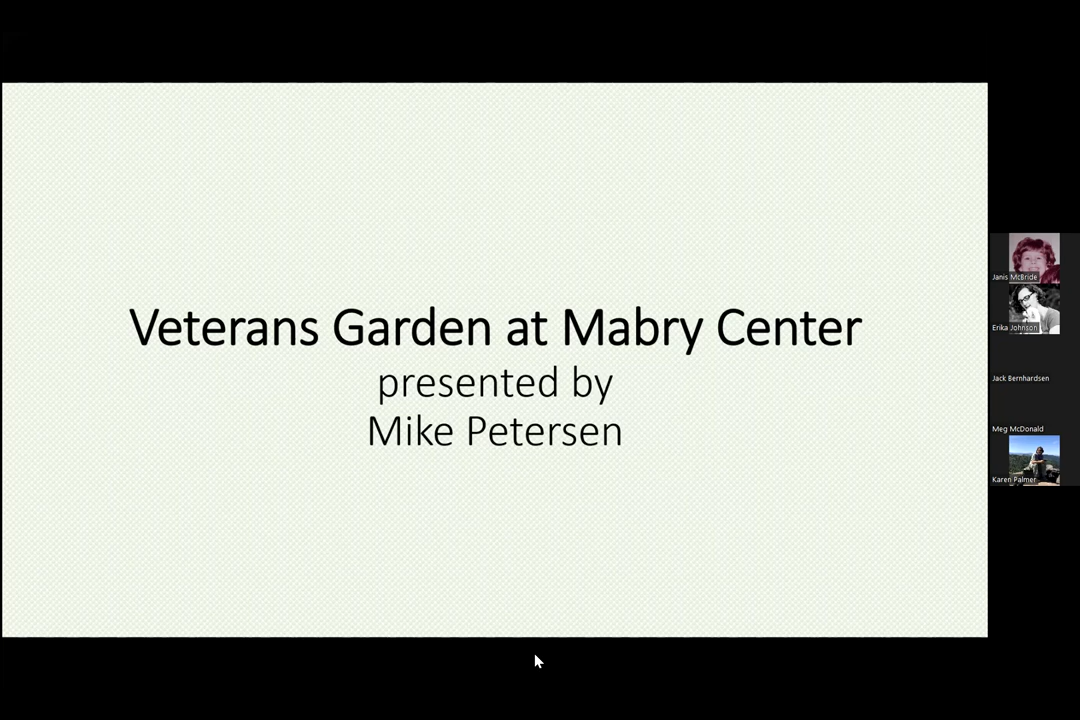 Veterans Garden at Mabry Center
presented by
Mike Petersen
Janis McBride
Erika Johnson
Jack Bernhardsen
Meg McDonald
Karen Palmer